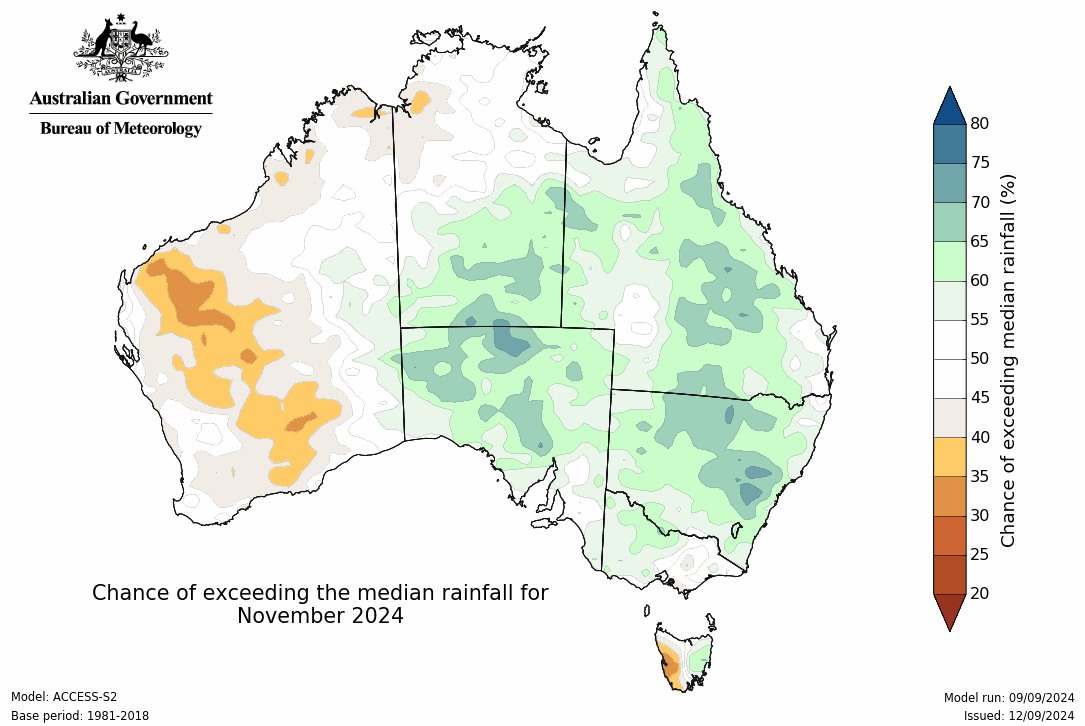 Australian Government
Bureau of Meteorology
80
75
70
65
60
55
50
45
40
35
30
25
20
Chance of exceeding median rainfall (%)
Chance of exceeding the median rainfall for
November 2024
Model: ACCESS-S2
Base period: 1981-2018
Model run: 09/09/2024
Issued: 12/09/2024